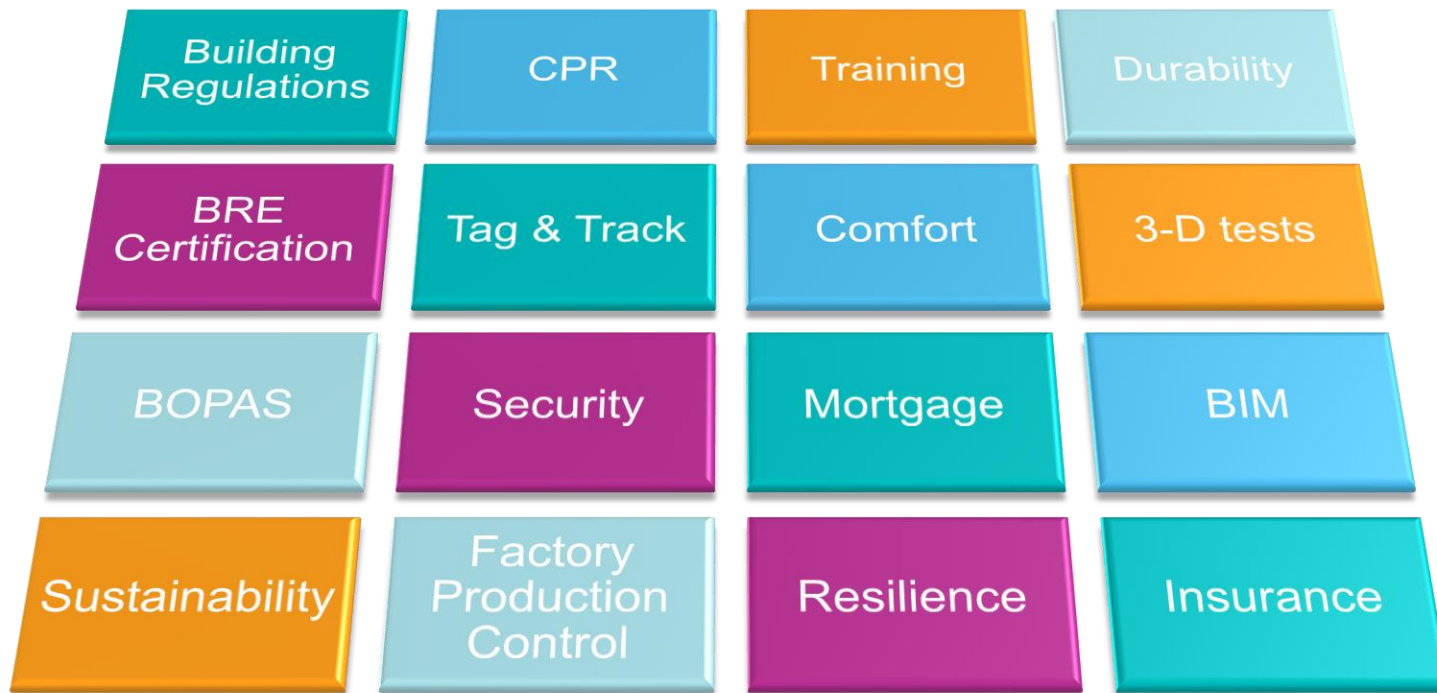 Building
Regulations
CPR
Training
Durability
BRE
Certification
Tag & Track
Comfort
3-D tests
BOPAS
Security
Mortgage
BIM
Sustainability
Factory
Production
Control
Resilience
Insurance